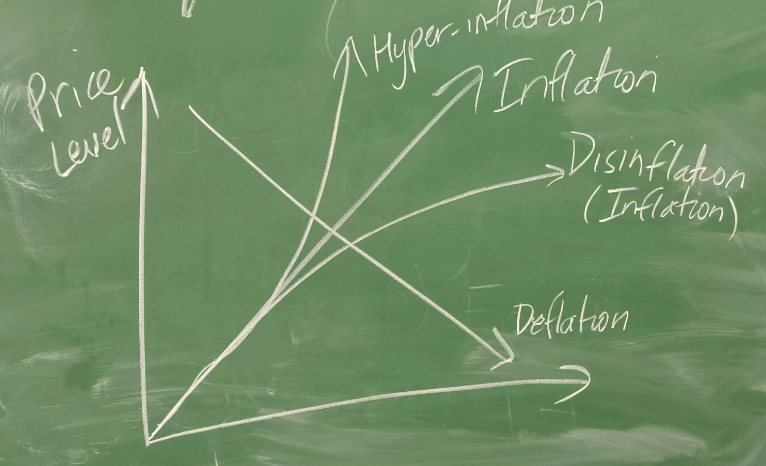 Hyper-inflation
Inflation
Price
Level
Disinflation
(Inflation)
Deflation